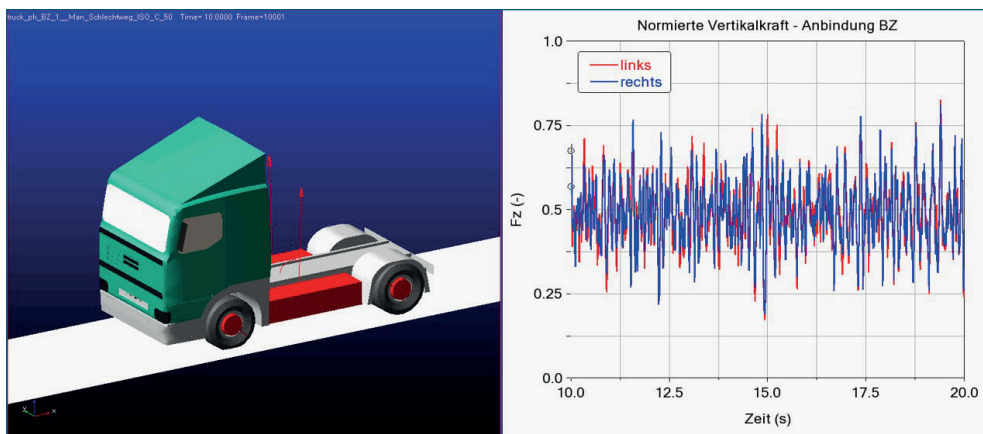 truck_ph_BZ_1__Man_Schlechtweg_ISO_C_50 Time= 10.0000 Frame=10001
y
x
Normierte Vertikalkraft - Anbindung BZ
links
rechts
Fz (-)
1.0
0.75
0.5
0.25
0.0
10.0 12.5 15.0 17.5 20.0
Zeit (s)